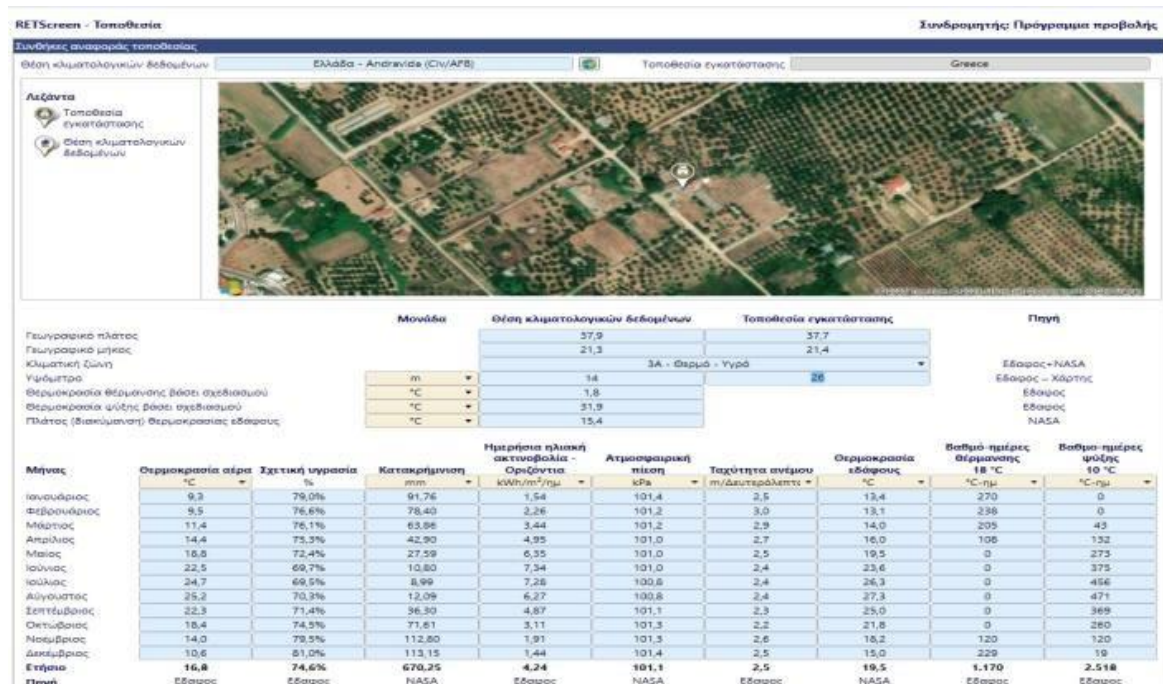 RETScreen - Τοποθεσία Συνδρομητής: Πρόγραμμα προβολής
Συνθήκες αναφοράς τοποθεσίας
Θέση κλιματολογικών δεδομένων Ελλάδα - Andravida (Civ/AFB) Τοποθεσία εγκατάστασης Greece
Λεζάντα
Τοποθεσία
εγκατάστασης
Θέση κλιματολογικών
δεδομένων
Μονάδα Θέση κλιματολογικών δεδομένων Τοποθεσία εγκατάστασης Πηγή
Γεωγραφικό πλάτος 37,9 37,7
Γεωγραφικό μήκος 21,3 21,4
Κλιματική ζώνη 3A - Θερμό - Υγρό Εδαφος+NASA
Υψόμετρο m 14 26 Εδαφος – Χάρτης
Θερμοκρασία θέρμανσης βάσει σχεδιασμού °C 1,8 Εδαφος
Θερμοκρασία ψύξης βάσει σχεδιασμού °C 31,9 Εδαφος
Πλάτος (διακύμανση) θερμοκρασίας εδάφους °C 15,4 NASA
Ημερήσια ηλιακή Βαθμό-ημέρες Βαθμο-ημέρες
ακτινοβολία - Ατμοσφαιρική Θερμοκρασία θέρμανσης ψύξης
Μήνας Θερμοκρασία αέρα Σχετική υγρασία Κατακρήμνιση Οριζόντια πίεση Ταχύτητα ανέμου εδάφους 18 °C 10 °C
°C % mm kWh/m²/ημ kPa m/δευτερόλεπτι °C °C-ημ °C-ημ
Ιανουάριος 9,3 79,0% 91,76 1,54 101,4 2,5 13,4 270 0
Φεβρουάριος 9,5 76,6% 78,40 2,26 101,2 3,0 13,1 238 0
Μάρτιος 11,4 76,1% 63,86 3,44 101,2 2,9 14,0 205 43
Απρίλιος 14,4 75,3% 42,90 4,95 101,0 2,7 16,0 108 132
Μαϊος 18,8 72,4% 27,59 6,35 101,0 2,5 19,5 0 273
Ιούνιος 22,5 69,7% 10,80 7,34 101,0 2,4 23,6 0 375
Ιούλιος 24,7 69,5% 8,99 7,28 100,8 2,4 26,3 0 456
Αύγουστος 25,2 70,3% 12,09 6,27 100,8 2,4 27,3 0 471
Σεπτέμβριος 22,3 71,4% 36,30 4,87 101,1 2,3 25,0 0 369
Οκτώβριος 18,4 74,5% 71,61 3,11 101,3 2,2 21,8 0 260
Νοέμβριος 14,0 79,5% 112,80 1,91 101,3 2,6 18,2 120 120
Δεκέμβριος 10,6 81,0% 113,15 1,44 101,4 2,5 15,0 229 19
Ετήσιο 16,8 74,6% 670,25 4,24 101,1 2,5 19,5 1.170 2.518
Πηγή Εδαφος Εδαφος NASA Εδαφος NASA Εδαφος NASA Εδαφος Εδαφος